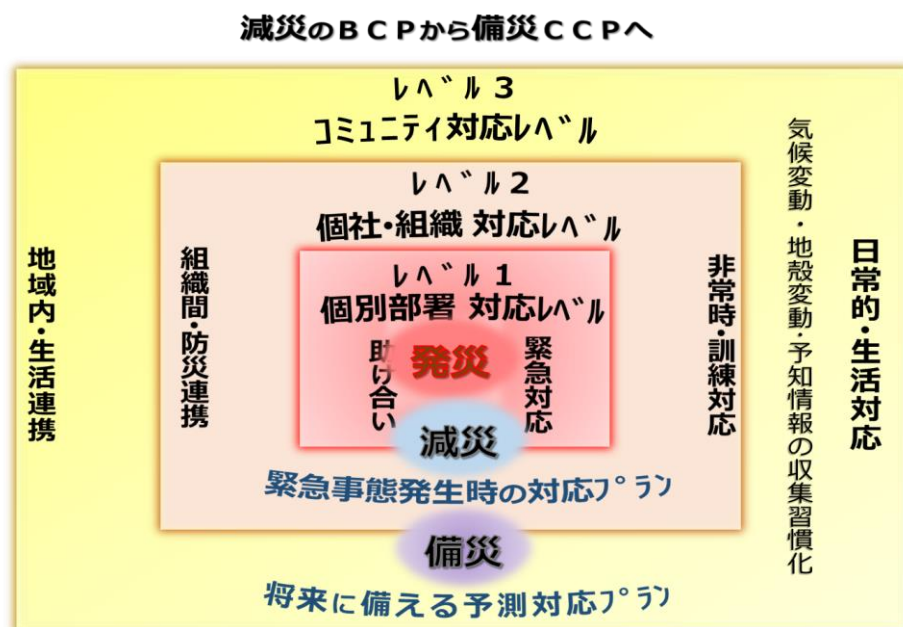 減災のＢＣＰから備災ＣＣＰへ
ﾚﾍﾞﾙ３
コミュニティ対応ﾚﾍﾞﾙ
ﾚﾍﾞﾙ２
個社・組織 対応ﾚﾍﾞﾙ
ﾚﾍﾞﾙ１
個別部署 対応ﾚﾍﾞﾙ
地域内・生活連携
組織間・防災連携
助け合い
発災
緊急対応
非常時・訓練対応
気候変動・地殻変動・予知情報の収集習慣化
日常的・生活対応
減災
緊急事態発生時の対応ﾌﾟﾗﾝ
備災
将来に備える予測対応ﾌﾟﾗﾝ